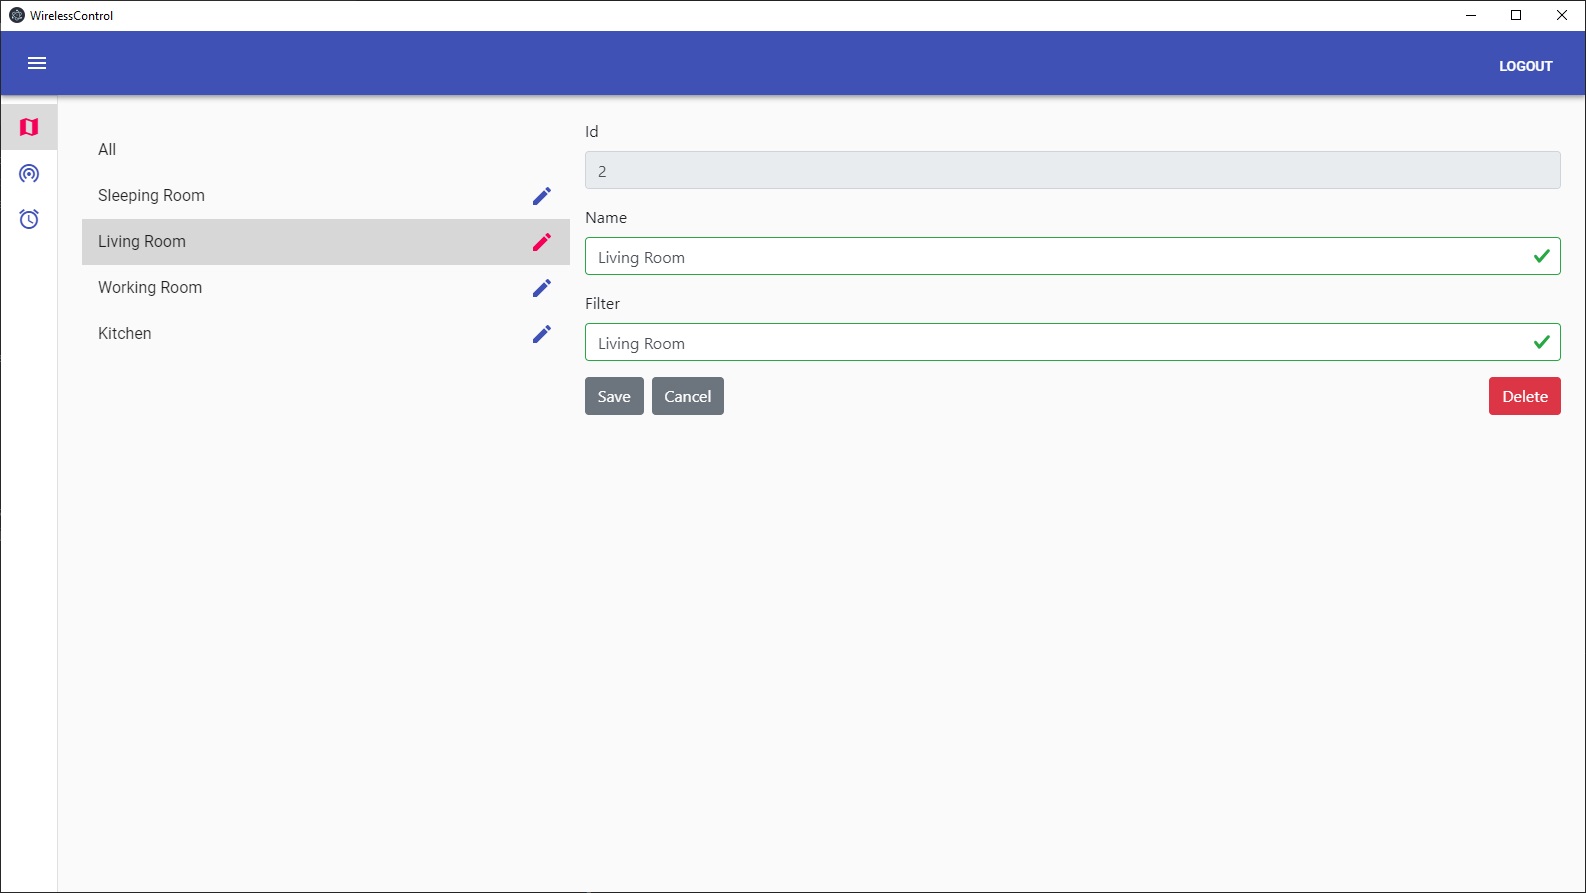 WirelessControl
LOGOUT
All
Sleeping Room
Living Room
Working Room
Kitchen
Id
2
Name
Living Room
Filter
Living Room
Save
Cancel
Delete